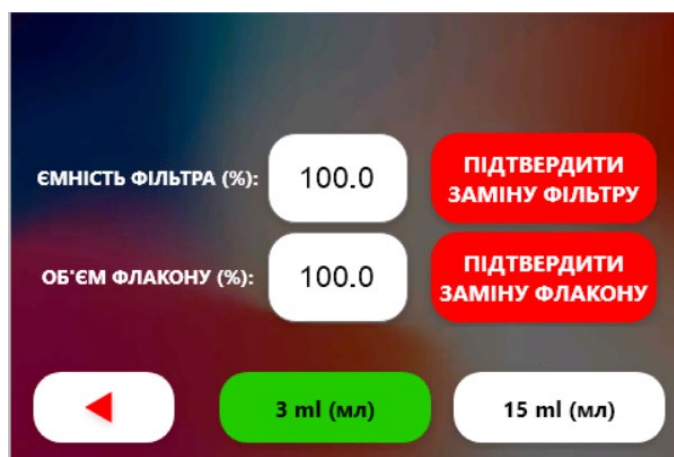 ЄМНІСТЬ ФІЛЬТРА (%):
100.0
ПІДТВЕРДИТИ
ЗАМІНУ ФІЛЬТРУ
ОБ'ЄМ ФЛАКОНУ (%):
100.0
ПІДТВЕРДИТИ
ЗАМІНУ ФЛАКОНУ
3 ml (мл)
15 ml (мл)